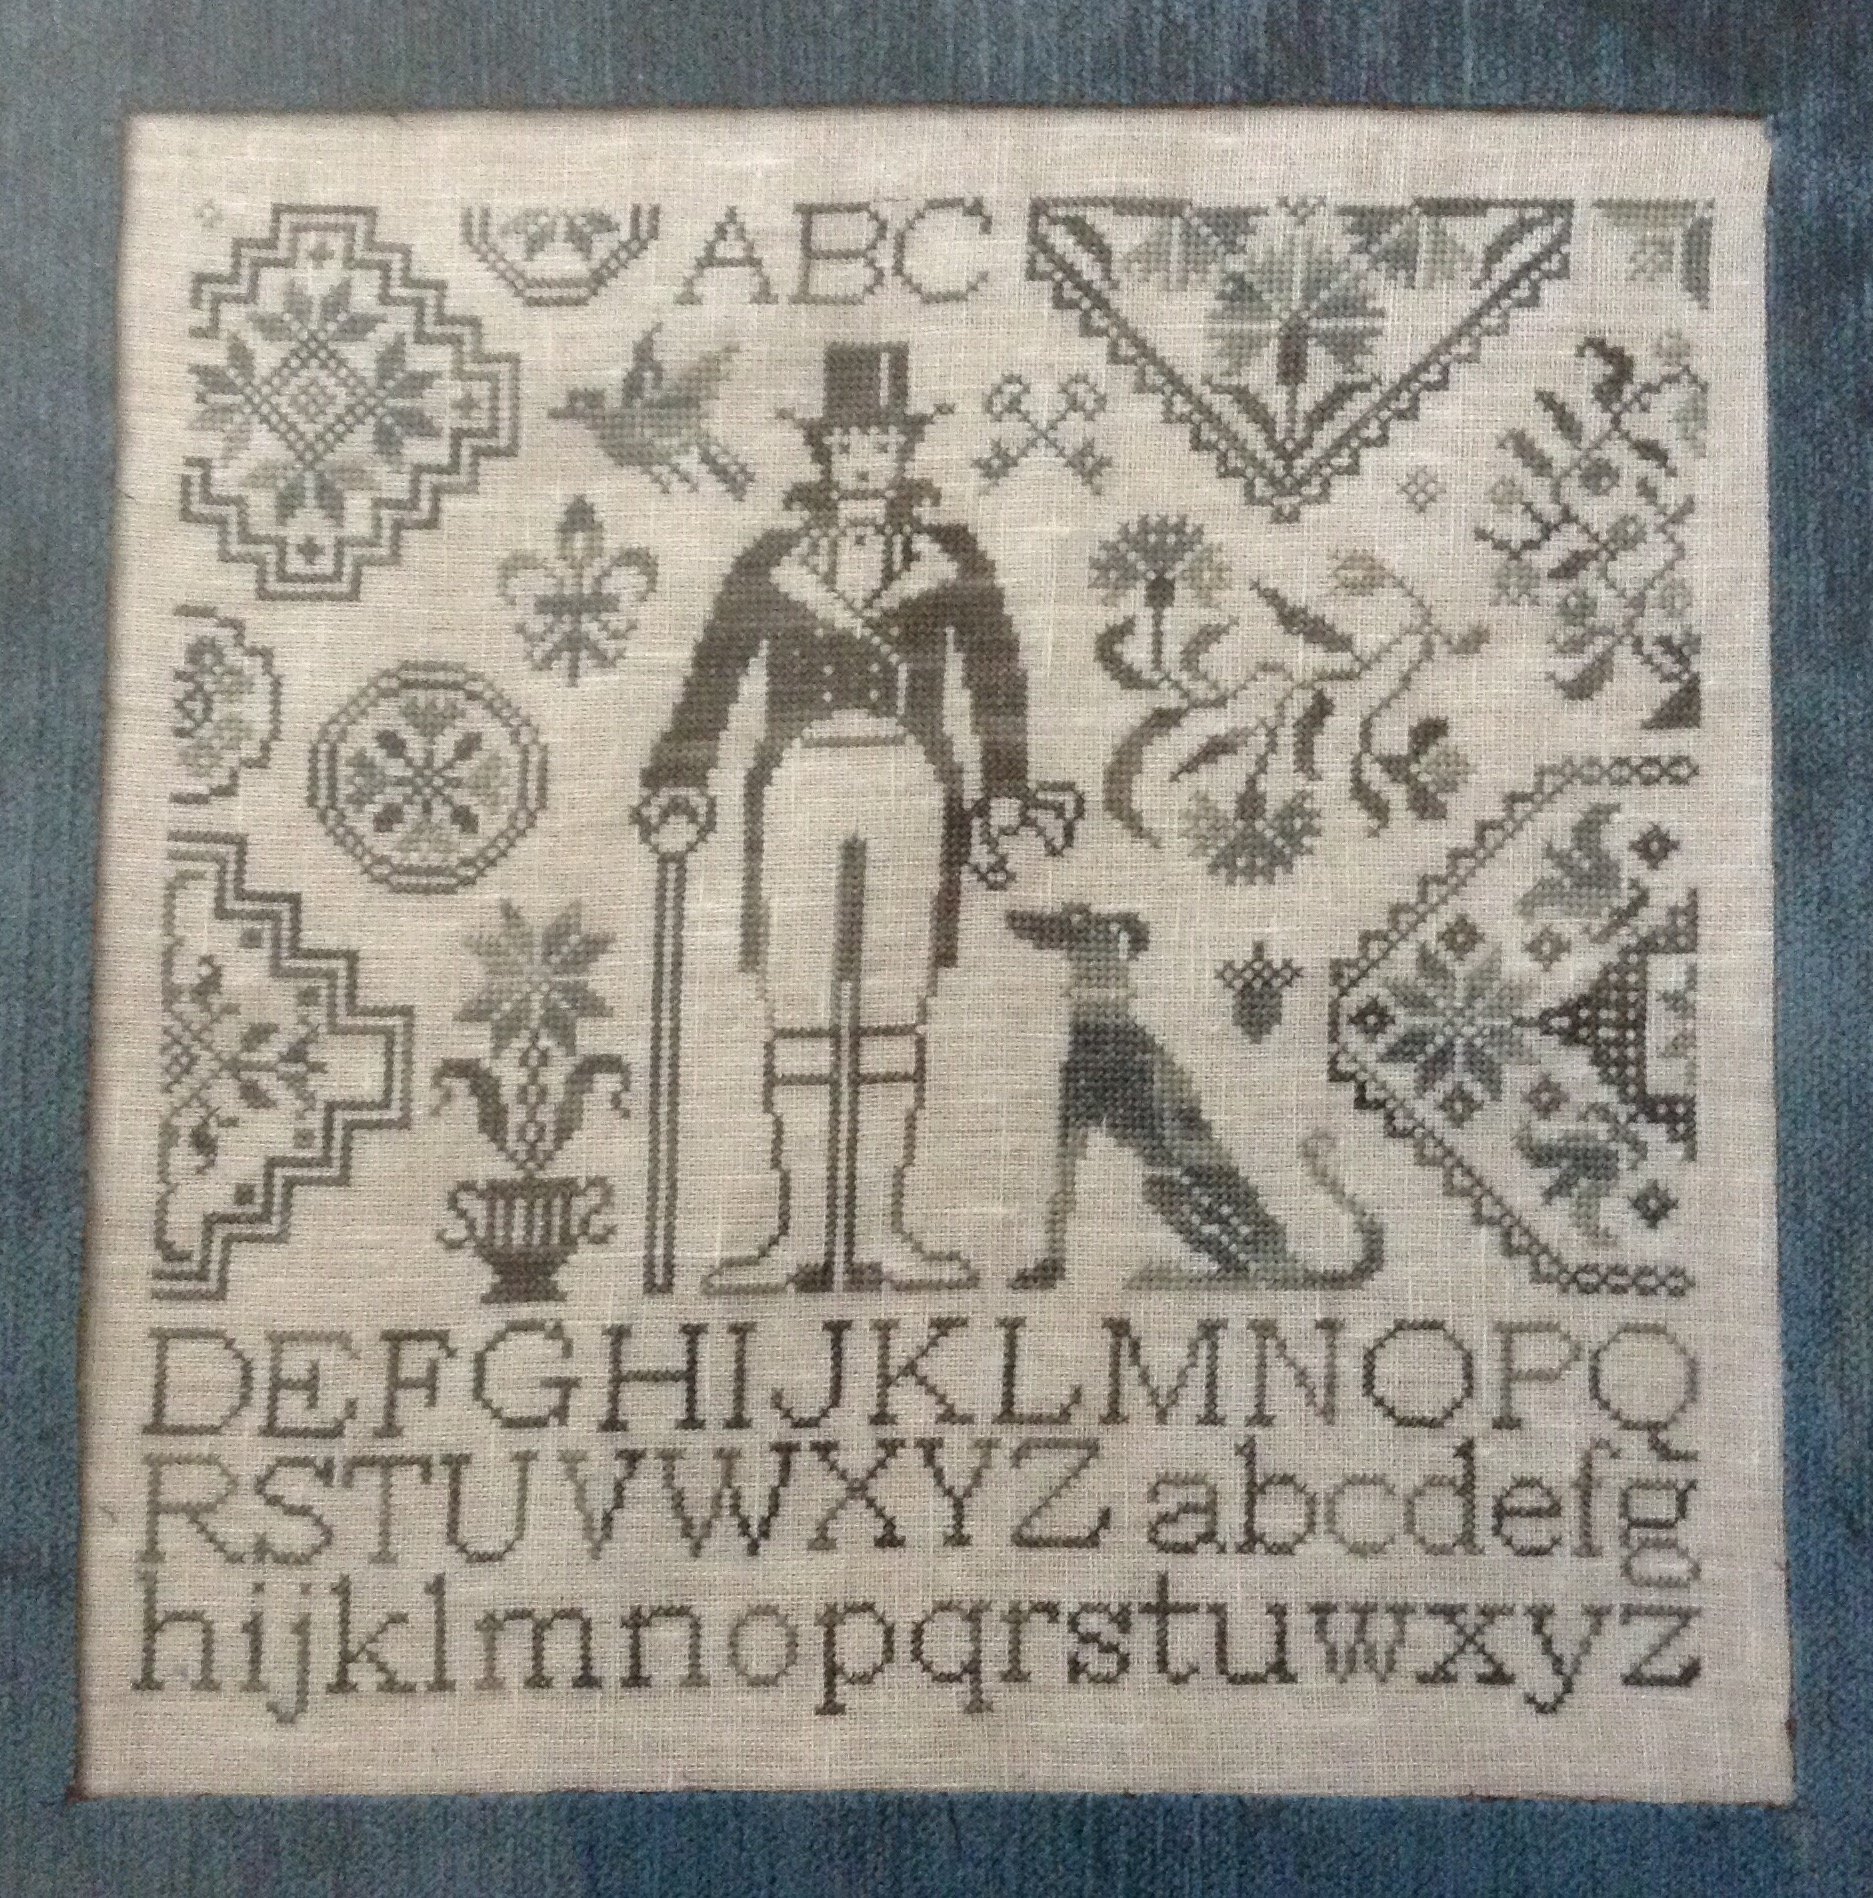 ABC
DEFGHIJKLMNOPQ
RSTUVWXYZ abcdefg
hijklmnopqrstuwxyz